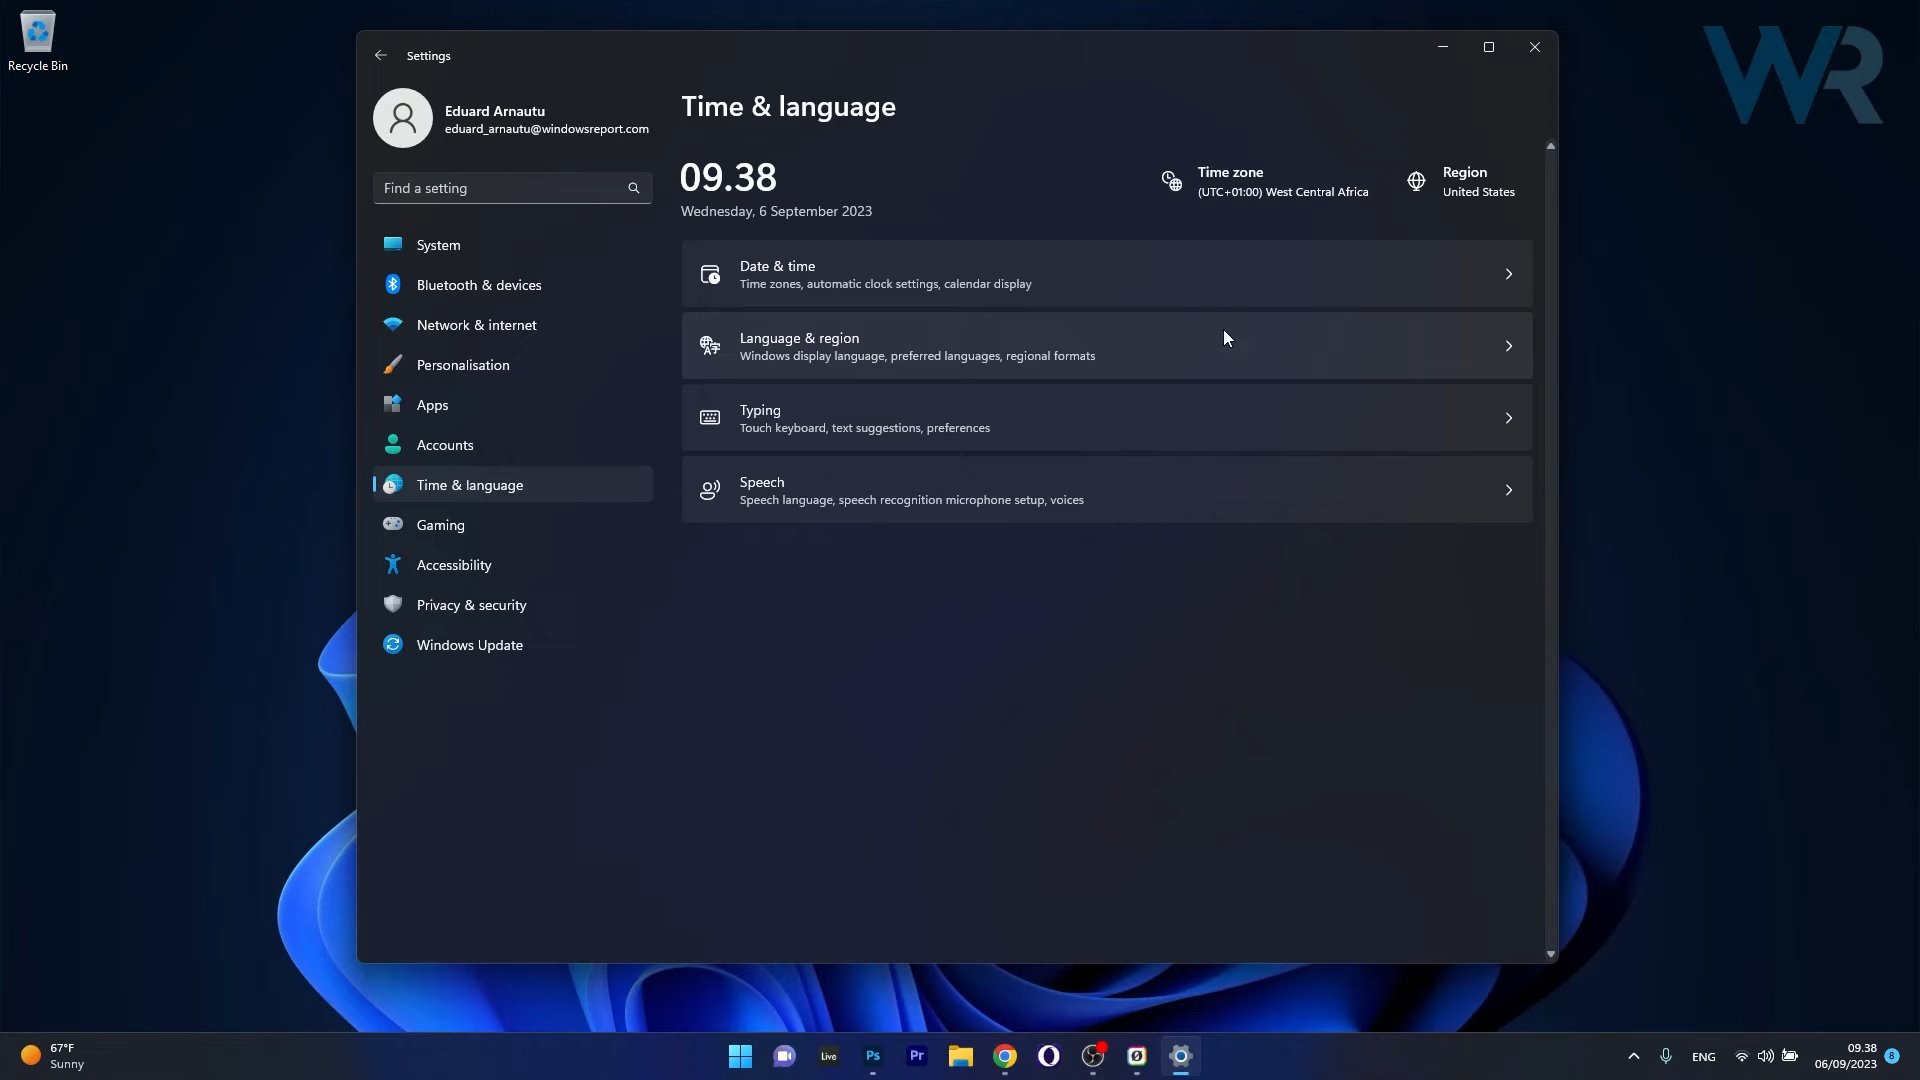 Recycle Bin
WR
Settings
Eduard Arnautu
eduard_arnautu@windowsreport.com
Find a setting
System
Bluetooth & devices
Network & internet
Personalisation
Apps
Accounts
Time & language
Gaming
Accessibility
Privacy & security
Windows Update
Time & language
09.38
Wednesday, 6 September 2023
Time zone
(UTC+01:00) West Central Africa
Region
United States
Date & time
Time zones, automatic clock settings, calendar display
Language & region
Windows display language, preferred languages, regional formats
Typing
Touch keyboard, text suggestions, preferences
Speech
Speech language, speech recognition microphone setup, voices
67°F
Sunny
Live
Ps
Pr
ENG
09.38
06/09/2023
8